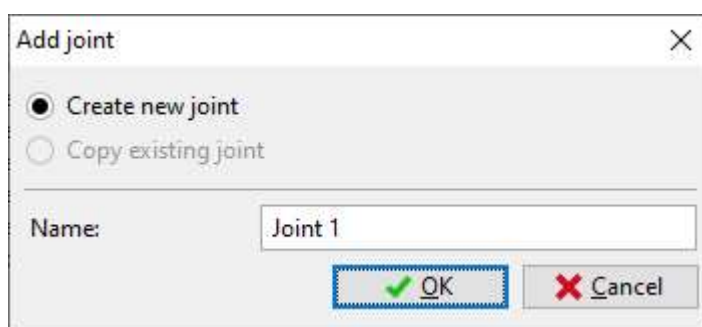 Add joint
Create new joint
Copy existing joint
Name: Joint 1
OK Cancel